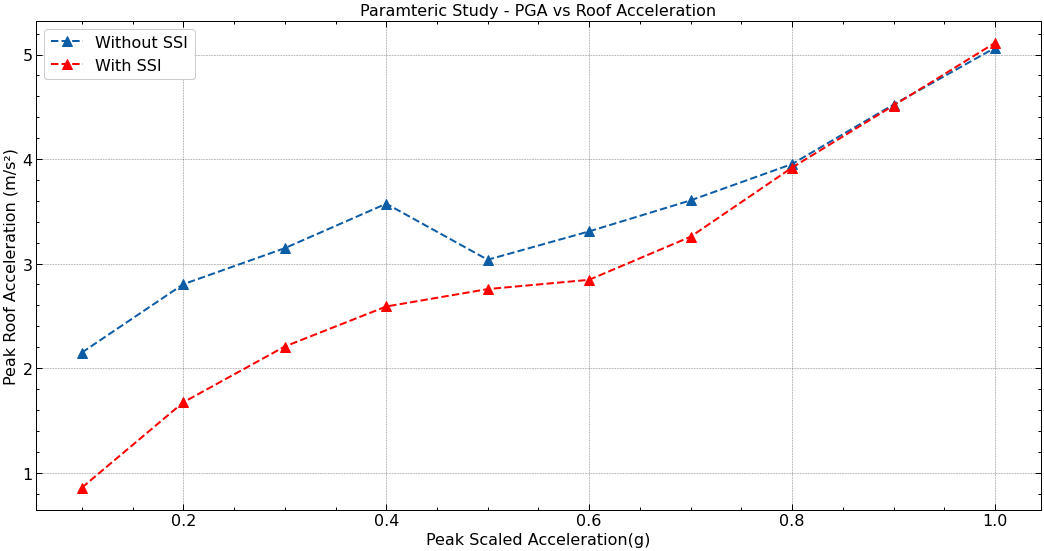 Paramteric Study - PGA vs Roof Acceleration
Without SSI
With SSI
Peak Roof Acceleration (m/s²)
5
4
3
2
1
0.2 0.4 0.6 0.8 1.0
Peak Scaled Acceleration(g)